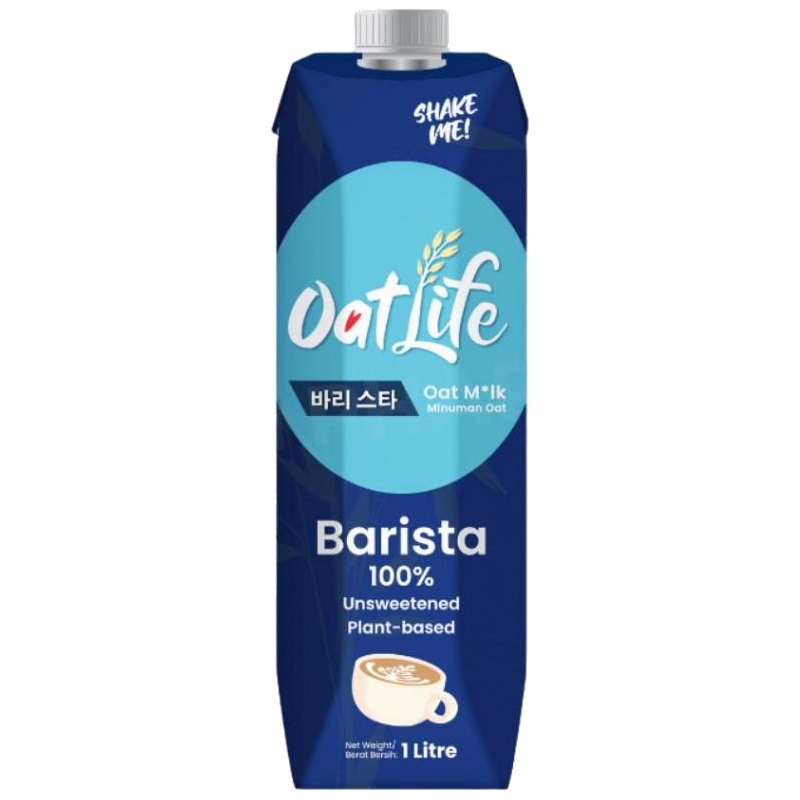 SHAKE
ME!
OatLife
바리 스타
Oat M*lk
Minuman Oat
Barista
100%
Unsweetened
Plant-based
Net Weight/
Berat Bersih: 1 Litre